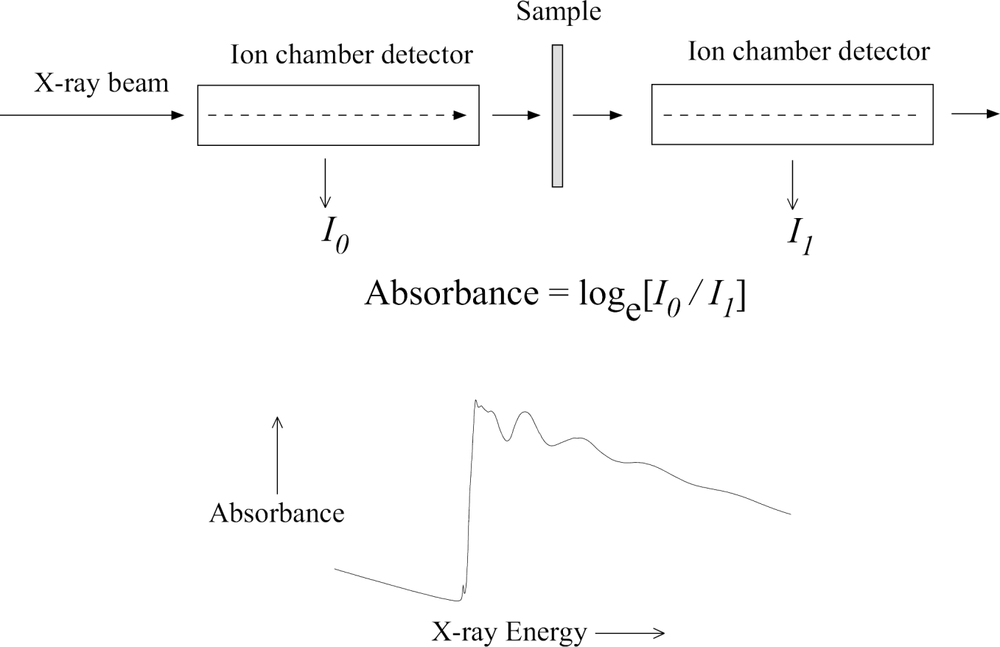 Sample
Ion chamber detector
Ion chamber detector
X-ray beam
I0
I1
Absorbance = loge[I0 / I1]
Absorbance
X-ray Energy